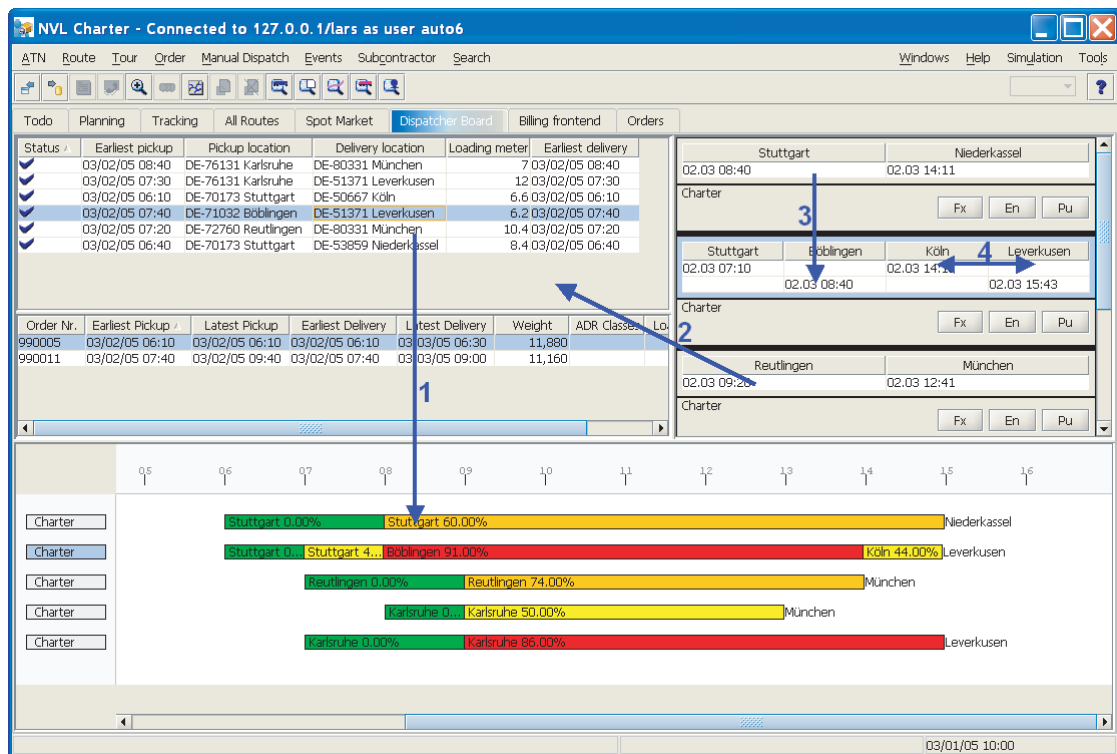 NVL Charter - Connected to 127.0.0.1/lars as user auto6
ATN Route Tour Order Manual Dispatch Events Subcontractor Search Windows Help Simulation Tools
Todo Planning Tracking All Routes Spot Market Dispatcher Board Billing frontend Orders
Status Earliest pickup Pickup location Delivery location Loading meter Earliest delivery
03/02/05 08:40 DE-76131 Karlsruhe DE-80331 München 7 03/02/05 08:40
03/02/05 07:30 DE-76131 Karlsruhe DE-51371 Leverkusen 12 03/02/05 07:30
03/02/05 06:10 DE-70173 Stuttgart DE-50667 Köln 6.6 03/02/05 06:10
03/02/05 07:40 DE-71032 Böblingen DE-51371 Leverkusen 6.2 03/02/05 07:40
03/02/05 07:20 DE-72760 Reutlingen DE-80331 München 10.4 03/02/05 07:20
03/02/05 06:40 DE-70173 Stuttgart DE-53859 Niederkassel 8.4 03/02/05 06:40
Order Nr. Earliest Pickup Latest Pickup Earliest Delivery Latest Delivery Weight ADR Classes Lo
990005 03/02/05 06:10 03/02/05 06:10 03/02/05 06:10 03/03/05 06:30 11,880
990011 03/02/05 07:40 03/02/05 09:40 03/02/05 07:40 03/03/05 09:00 11,160
1
2
Stuttgart Niederkassel
02.03 08:40 02.03 14:11
Charter
3
Fx En Pu
Stuttgart Böblingen Köln Leverkusen
4
02.03 07:10 02.03
02.03 08:40 02.03 15:43
Charter
Fx En Pu
Reutlingen München
02.03 02.03 12:41
Charter
Fx En Pu
05 06 07 08 09 10 11 12 13 14 15 16
Charter Stuttgart 0.00% Stuttgart 60.00% Niederkassel
Charter Stuttgart 0... Stuttgart 4... Böblingen 91.00% Köln 44.00% Leverkusen
Charter Reutlingen 0.00% Reutlingen 74.00% München
Charter Karlsruhe 0... Karlsruhe 50.00% München
Charter Karlsruhe 0.00% Karlsruhe 86.00% Leverkusen
03/01/05 10:00